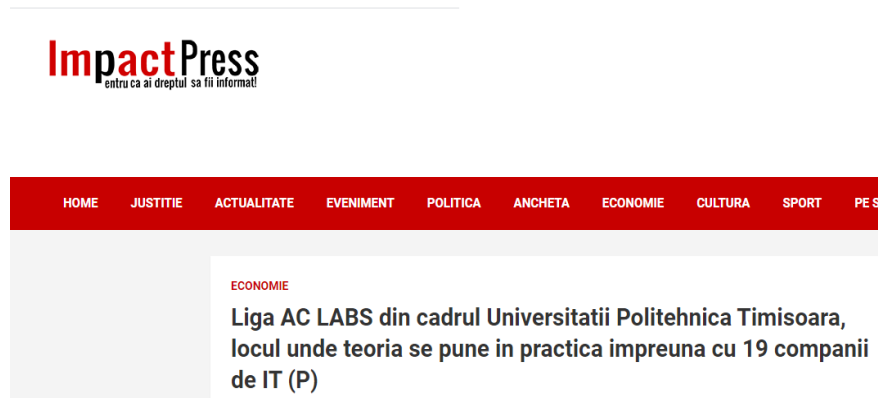 ImpactPress
entru ca ai dreptul sa fii informat!
HOME JUSTITIE ACTUALITATE EVENIMENT POLITICA ANCHETA ECONOMIE CULTURA SPORT PE S
ECONOMIE
Liga AC LABS din cadrul Universitatii Politehnica Timisoara,
locul unde teoria se pune in practica impreuna cu 19 companii
de IT (P)